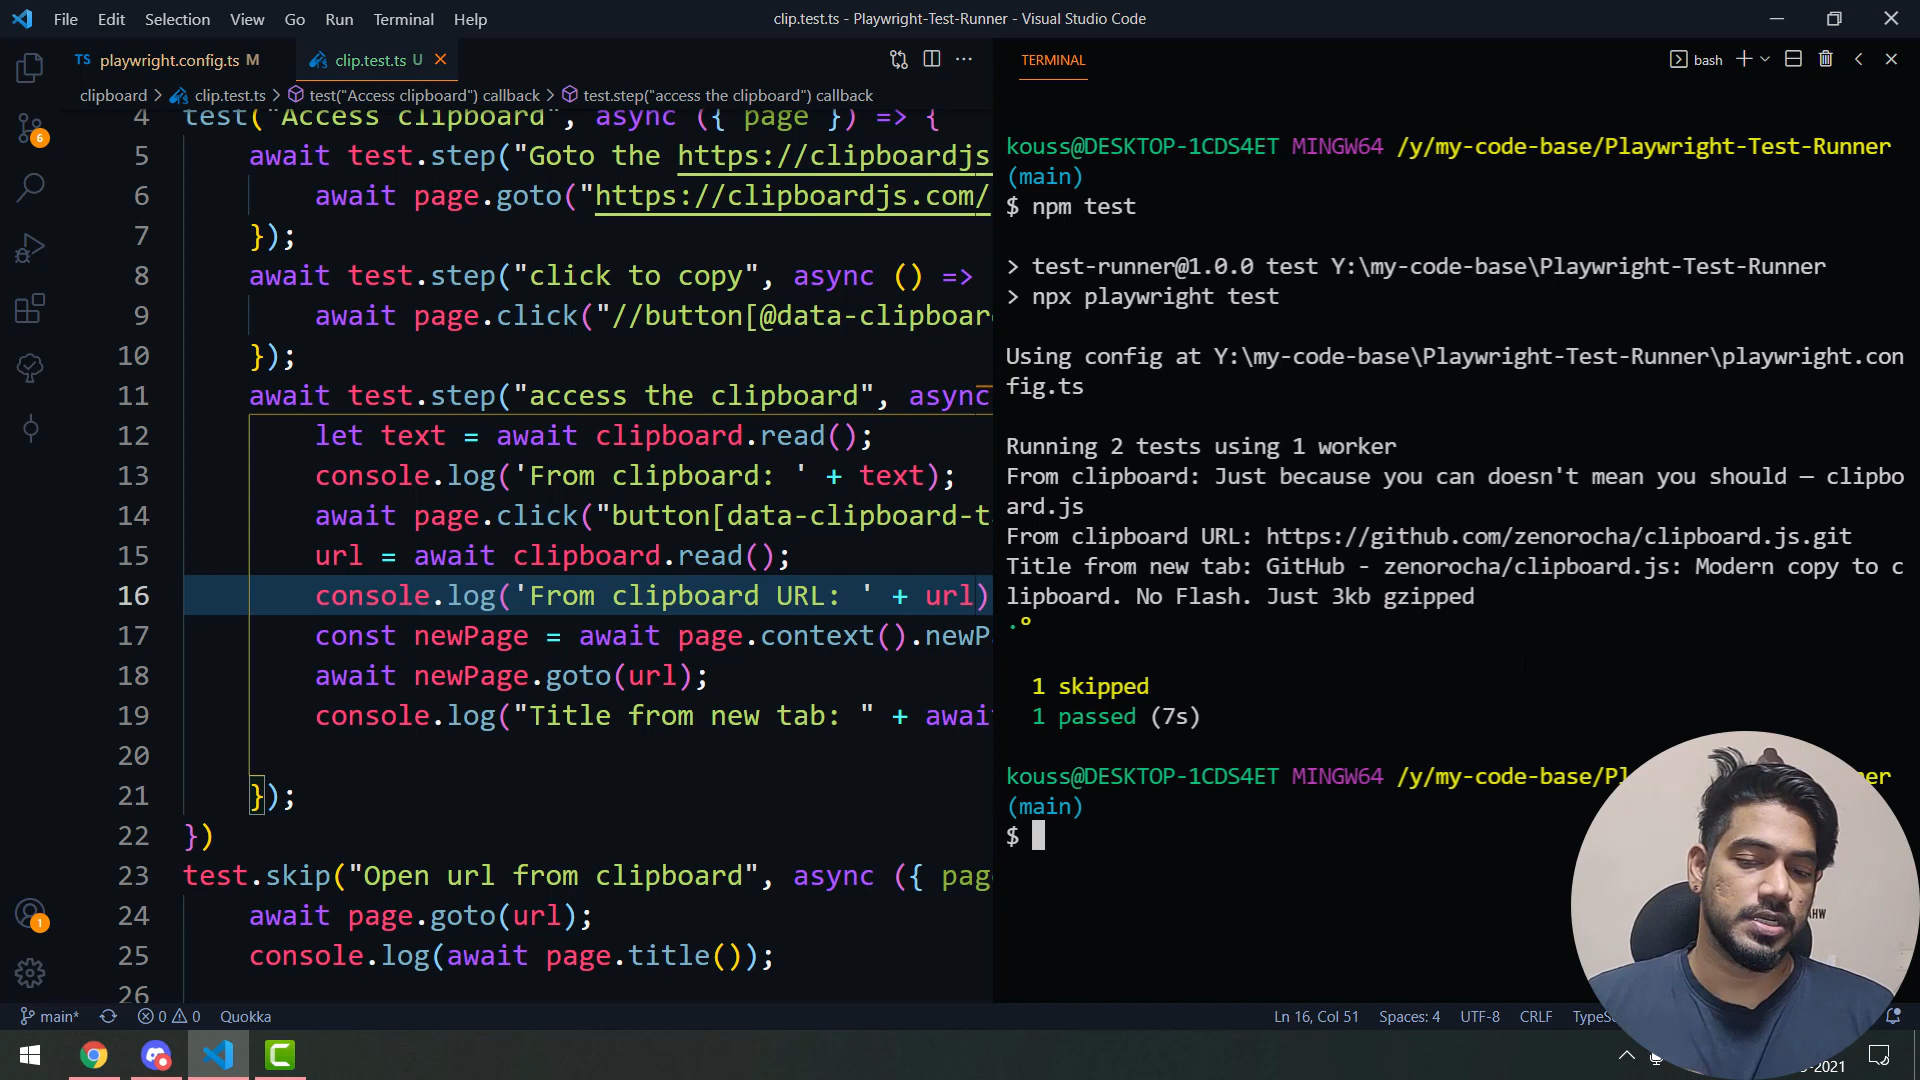 File Edit Selection View Go Run Terminal Help
clip.test.ts - Playwright-Test-Runner - Visual Studio Code
TS playwright.config.ts M
clip.test.ts U
TERMINAL
bash
clipboard > clip.test.ts > test("Access clipboard") callback > test.step("access the clipboard") callback
4 test("Access clipboard", async ({ page }) => {
5 await test.step("Goto the https://clipboardjs
6 await page.goto("https://clipboardjs.com/
7 });
8 await test.step("click to copy", async () =>
9 await page.click("//button[@data-clipboar
10 });
11 await test.step("access the clipboard", async
12 let text = await clipboard.read();
13 console.log('From clipboard: ' + text);
14 await page.click("button[data-clipboard-t
15 url = await clipboard.read();
16 console.log('From clipboard URL: ' + url)
17 const newPage = await page.context().newP
18 await newPage.goto(url);
19 console.log("Title from new tab: " + awai
20
21 });
22 })
23 test.skip("Open url from clipboard", async ({ pag
24 await page.goto(url);
25 console.log(await page.title());
26
kouss@DESKTOP-1CDS4ET MINGW64 /y/my-code-base/Playwright-Test-Runner
(main)
$ npm test
> test-runner@1.0.0 test Y:\my-code-base\Playwright-Test-Runner
> npx playwright test
Using config at Y:\my-code-base\Playwright-Test-Runner\playwright.con
fig.ts
Running 2 tests using 1 worker
From clipboard: Just because you can doesn't mean you should — clipbo
ard.js
From clipboard URL: https://github.com/zenorocha/clipboard.js.git
Title from new tab: GitHub - zenorocha/clipboard.js: Modern copy to c
lipboard. No Flash. Just 3kb gzipped
·°
1 skipped
1 passed (7s)
kouss@DESKTOP-1CDS4ET MINGW64 /y/my-code-base/Pl er
(main)
$
6
1
main*
0 0
Quokka
Ln 16, Col 51
Spaces: 4
UTF-8
CRLF
TypeSc
-2021